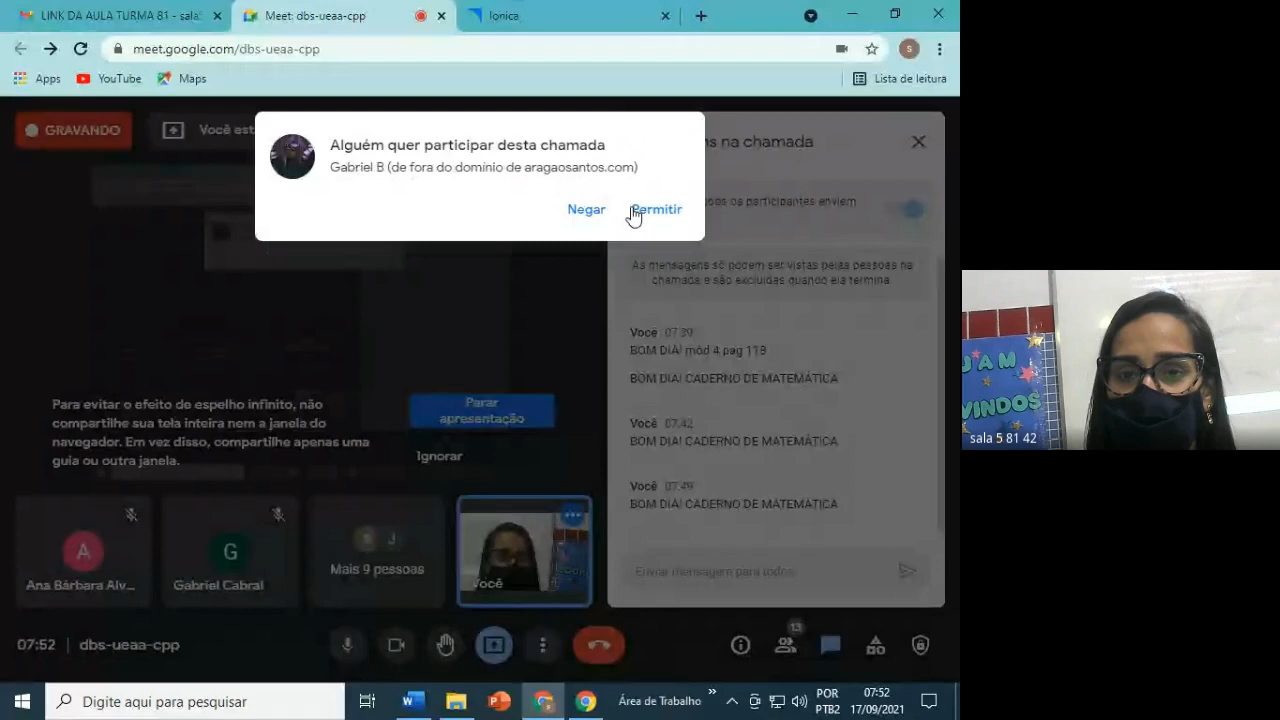 LINK DA AULA TURMA 81 - sala
Meet: dbs-ueaa-cpp
Ionica
meet.google.com/dbs-ueaa-cpp
S
Apps
YouTube
Maps
Lista de leitura
GRAVANDO
Você est
Alguém quer participar desta chamada
Gabriel B (de fora do domínio de aragaosantos.com)
Negar
Permitir
na chamada
os participantes enviem
As mensagens só podem ser vistas pelas pessoas na
chamada e são excluídas quando ela termina
Você 07:39
BOM DIA! mód 4 pag 113
BOM DIA! CADERNO DE MATEMÁTICA
Você 07:42
BOM DIA! CADERNO DE MATEMÁTICA
Você 07:49
BOM DIA! CADERNO DE MATEMÁTICA
Enviar mensagem para todos
Para evitar o efeito de espelho infinito, não
compartilhe sua tela inteira nem a janela do
navegador. Em vez disso, compartilhe apenas uma
guia ou outra janela.
Parar
apresentação
Ignorar
A
Ana Bárbara Alv...
G
Gabriel Cabral
J
Mais 9 pessoas
Você
07:52 | dbs-ueaa-cpp
13
Digite aqui para pesquisar
Área de Trabalho
POR
PTB2
07:52
17/09/2021
JAM
VINDOS
sala 5 81 42